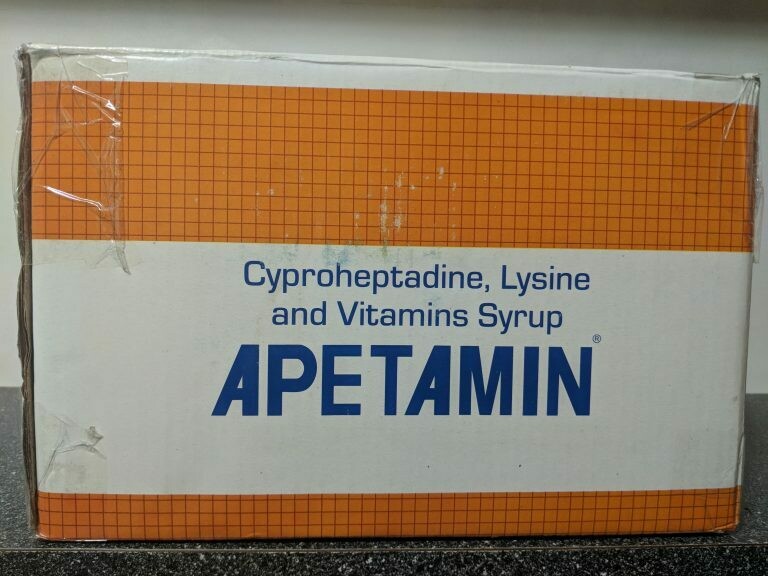 Cyproheptadine, Lysine
and Vitamins Syrup
APETAMIN®